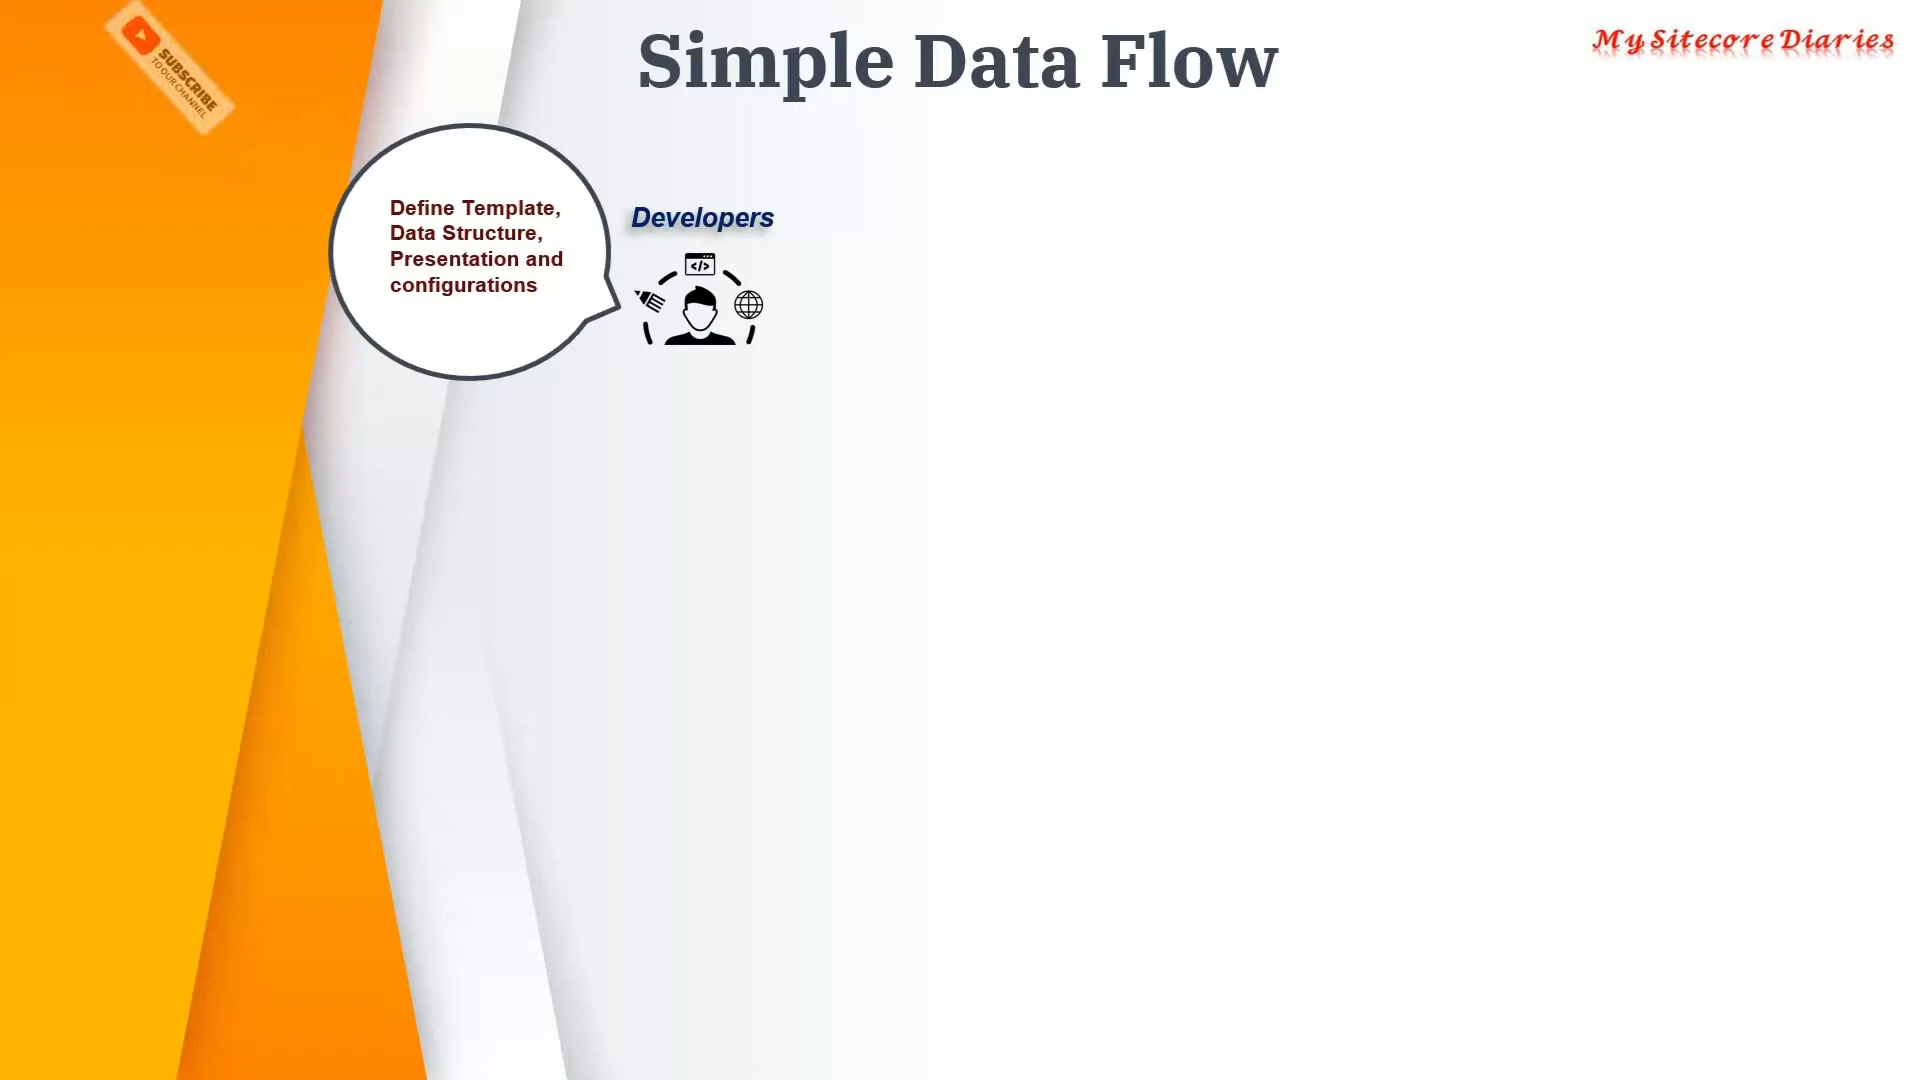 SUBSCRIBE
TO OUR CHANNEL
Simple Data Flow
My Sitecore Diaries
Define Template,
Data Structure,
Presentation and
configurations
Developers
</>